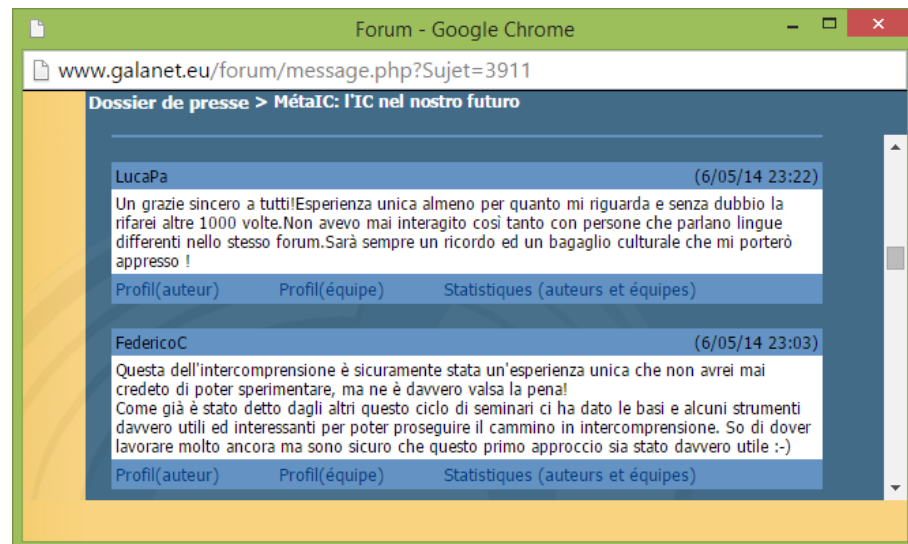 Forum - Google Chrome
www.galanet.eu/forum/message.php?Sujet=3911
Dossier de presse > MétaIC: l'IC nel nostro futuro
LucaPa (6/05/14 23:22)
Un grazie sincero a tutti!Esperienza unica almeno per quanto mi riguarda e senza dubbio la
rifarei altre 1000 volte.Non avevo mai interagito così tanto con persone che parlano lingue
differenti nello stesso forum.Sarà sempre un ricordo ed un bagaglio culturale che mi porterò
appresso !
Profil(auteur) Profil(équipe) Statistiques (auteurs et équipes)
FedericoC (6/05/14 23:03)
Questa dell'intercomprensione è sicuramente stata un'esperienza unica che non avrei mai
credeto di poter sperimentare, ma ne è davvero valsa la pena!
Come già è stato detto dagli altri questo ciclo di seminari ci ha dato le basi e alcuni strumenti
davvero utili ed interessanti per poter proseguire il cammino in intercomprensione. So di dover
lavorare molto ancora ma sono sicuro che questo primo approccio sia stato davvero utile :-)
Profil(auteur) Profil(équipe) Statistiques (auteurs et équipes)